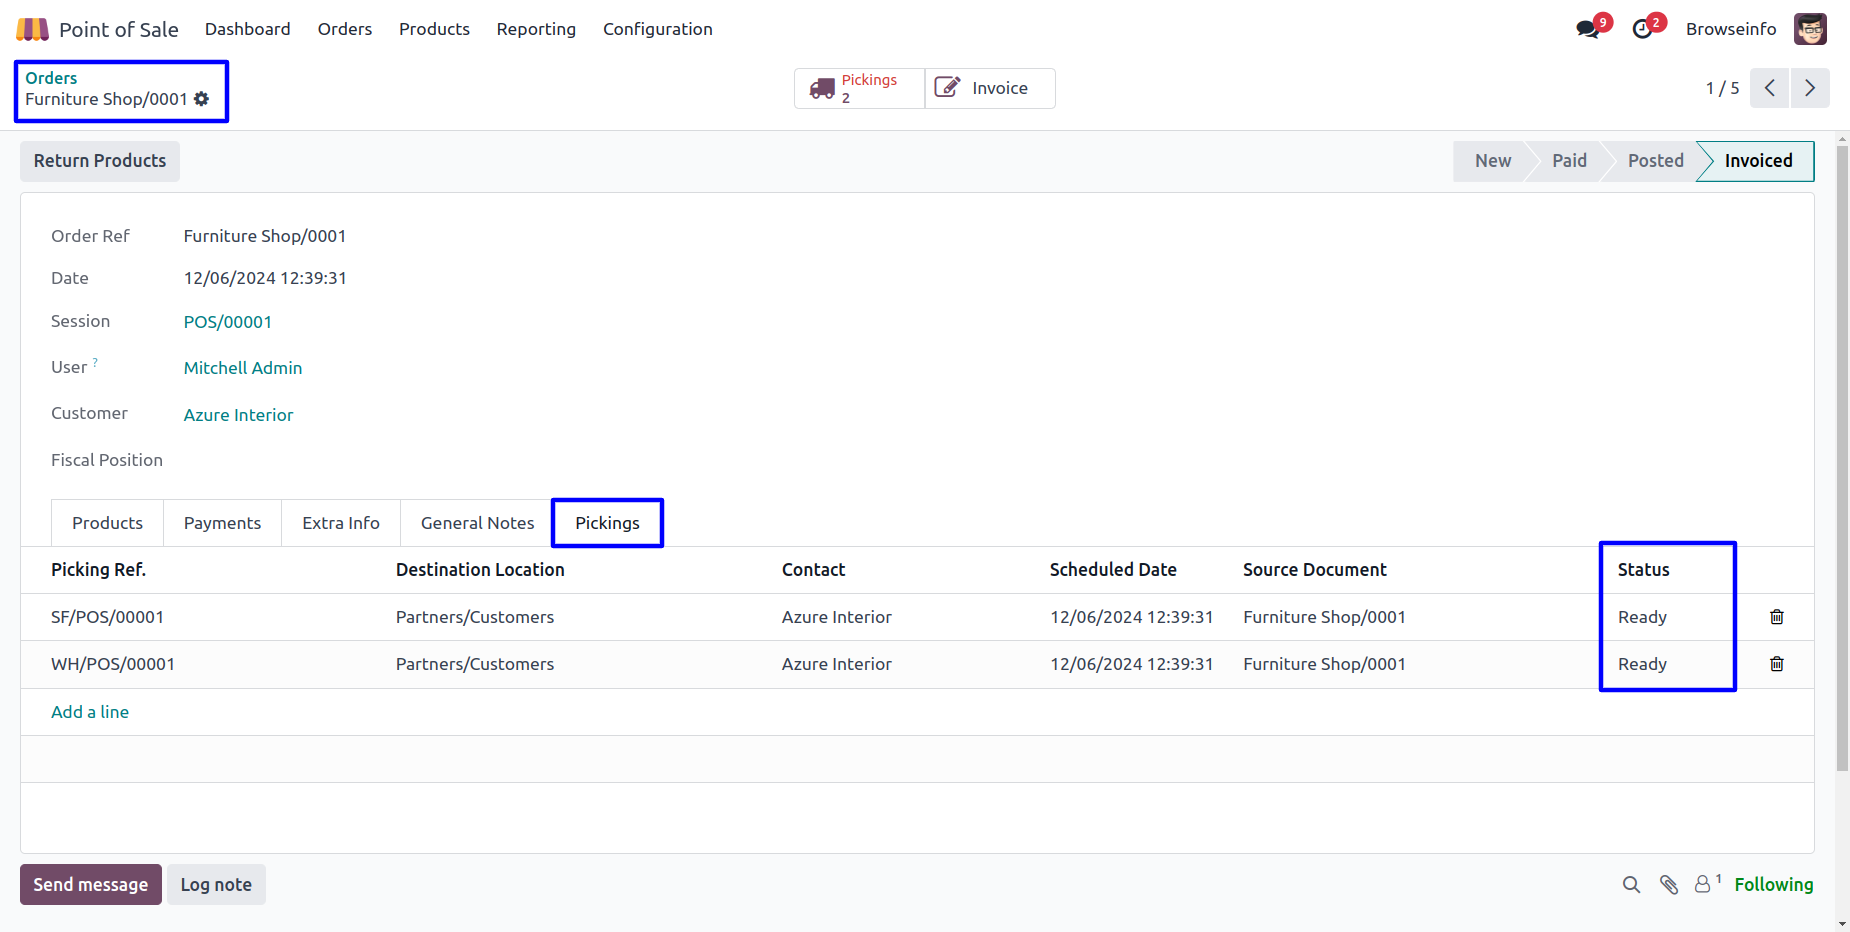 Point of Sale Dashboard Orders Products Reporting Configuration 9 2 Browseinfo
Orders
Furniture Shop/0001
Pickings
2
Invoice
1 / 5
Return Products
New Paid Posted Invoiced
Order Ref Furniture Shop/0001
Date 12/06/2024 12:39:31
Session POS/00001
User ? Mitchell Admin
Customer Azure Interior
Fiscal Position
Products Payments Extra Info General Notes Pickings
Picking Ref. Destination Location Contact Scheduled Date Source Document Status
SF/POS/00001 Partners/Customers Azure Interior 12/06/2024 12:39:31 Furniture Shop/0001 Ready
WH/POS/00001 Partners/Customers Azure Interior 12/06/2024 12:39:31 Furniture Shop/0001 Ready
Add a line
Send message Log note 1 Following